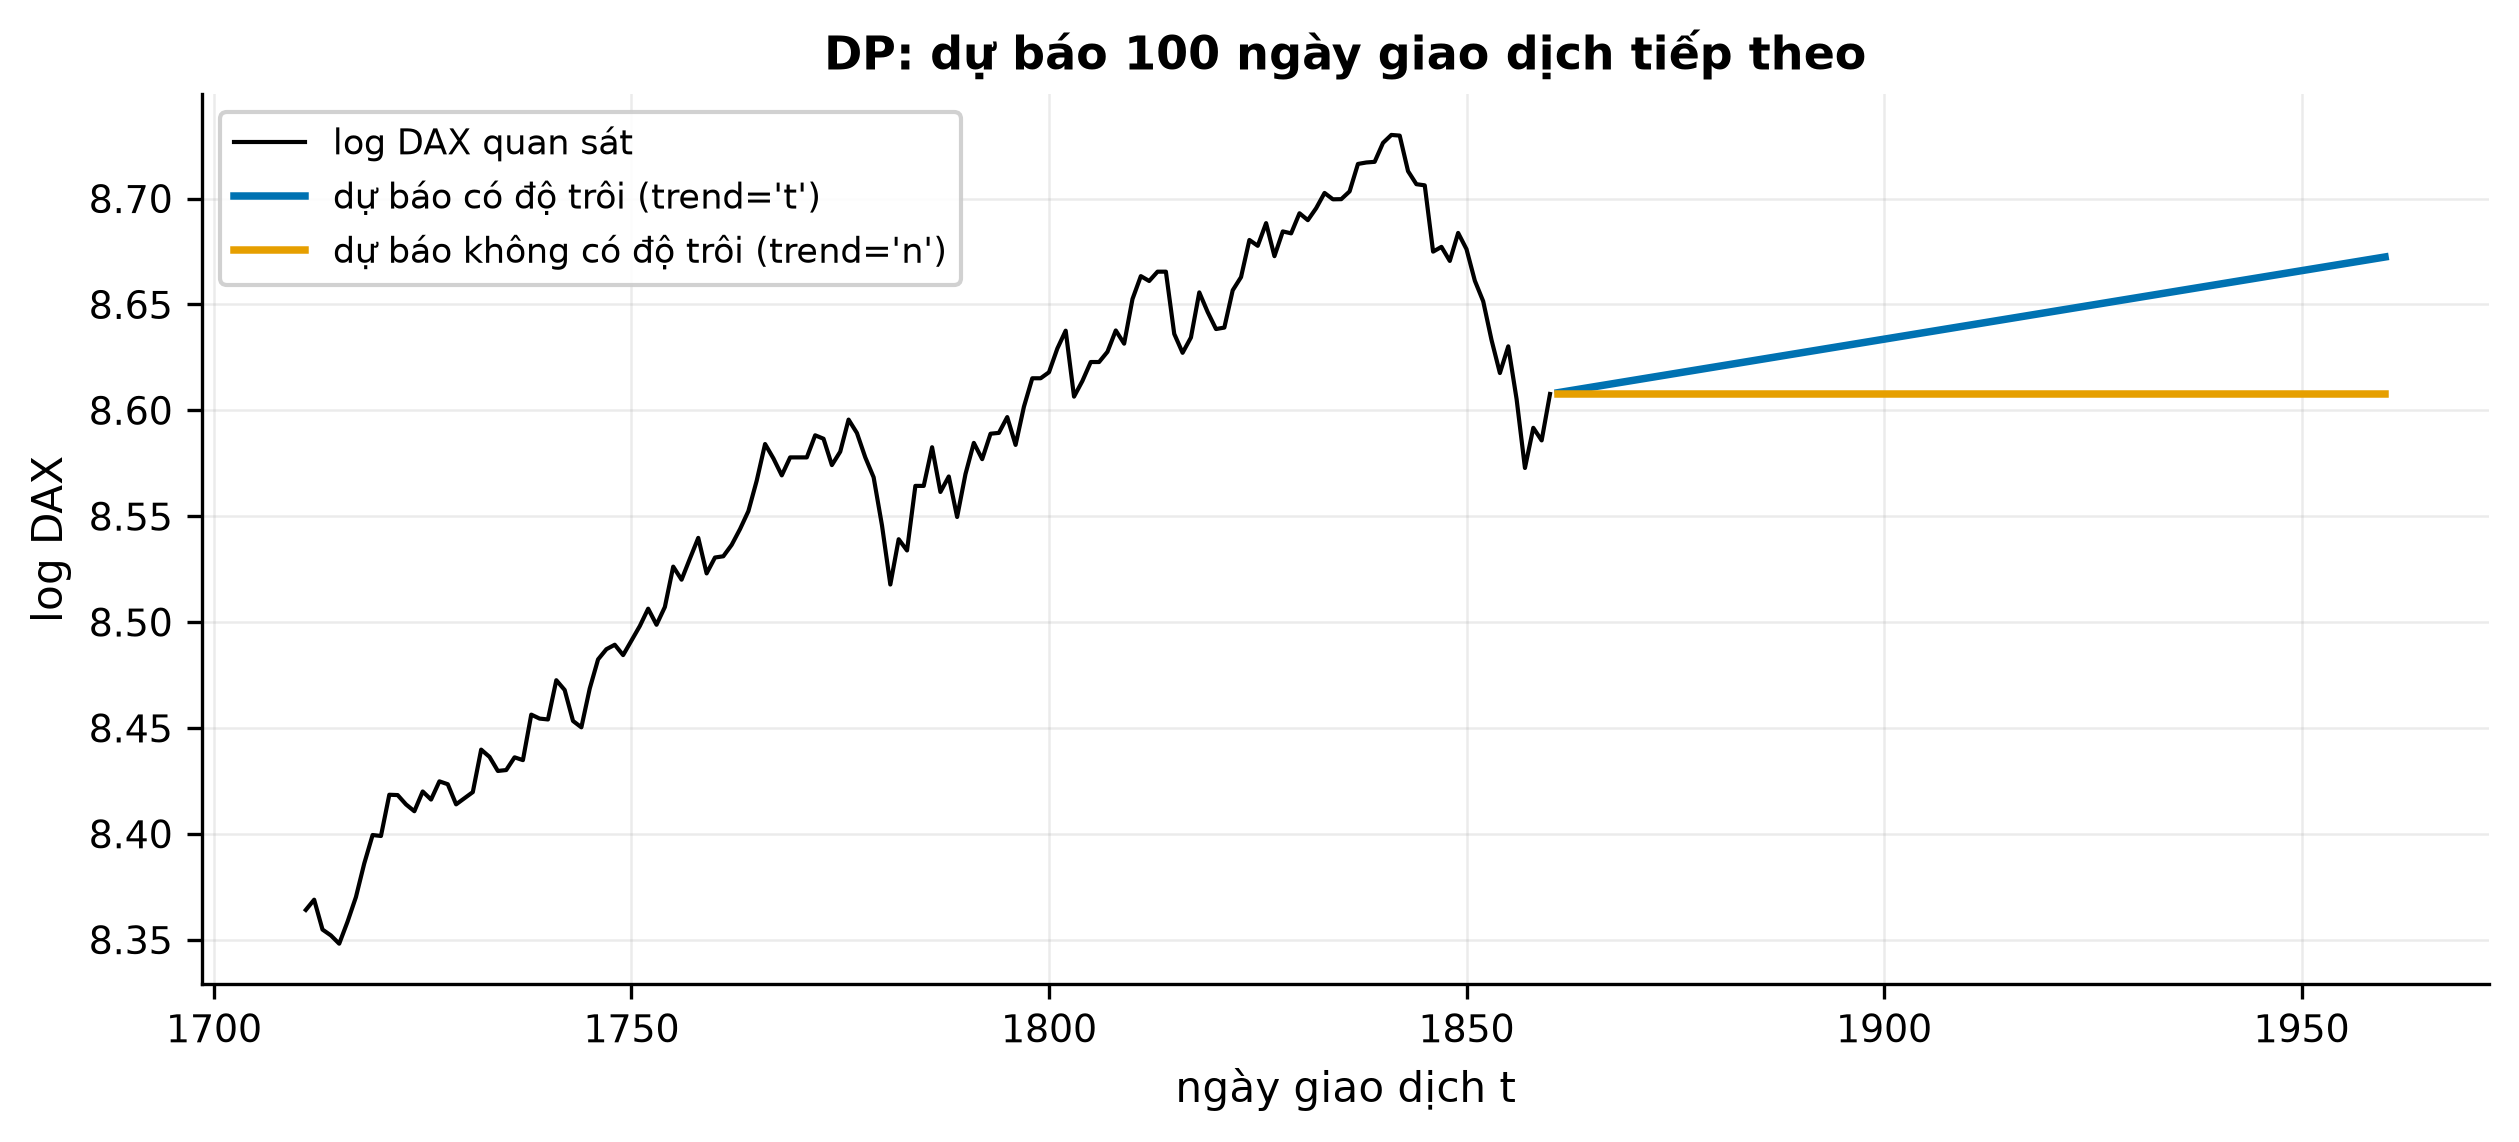 DP: dự báo 100 ngày giao dịch tiếp theo
log DAX quan sát
dự báo có độ trôi (trend='t')
dự báo không có độ trôi (trend='n')
log DAX
8.70
8.65
8.60
8.55
8.50
8.45
8.40
8.35
1700
1750
1800
1850
1900
1950
ngày giao dịch t